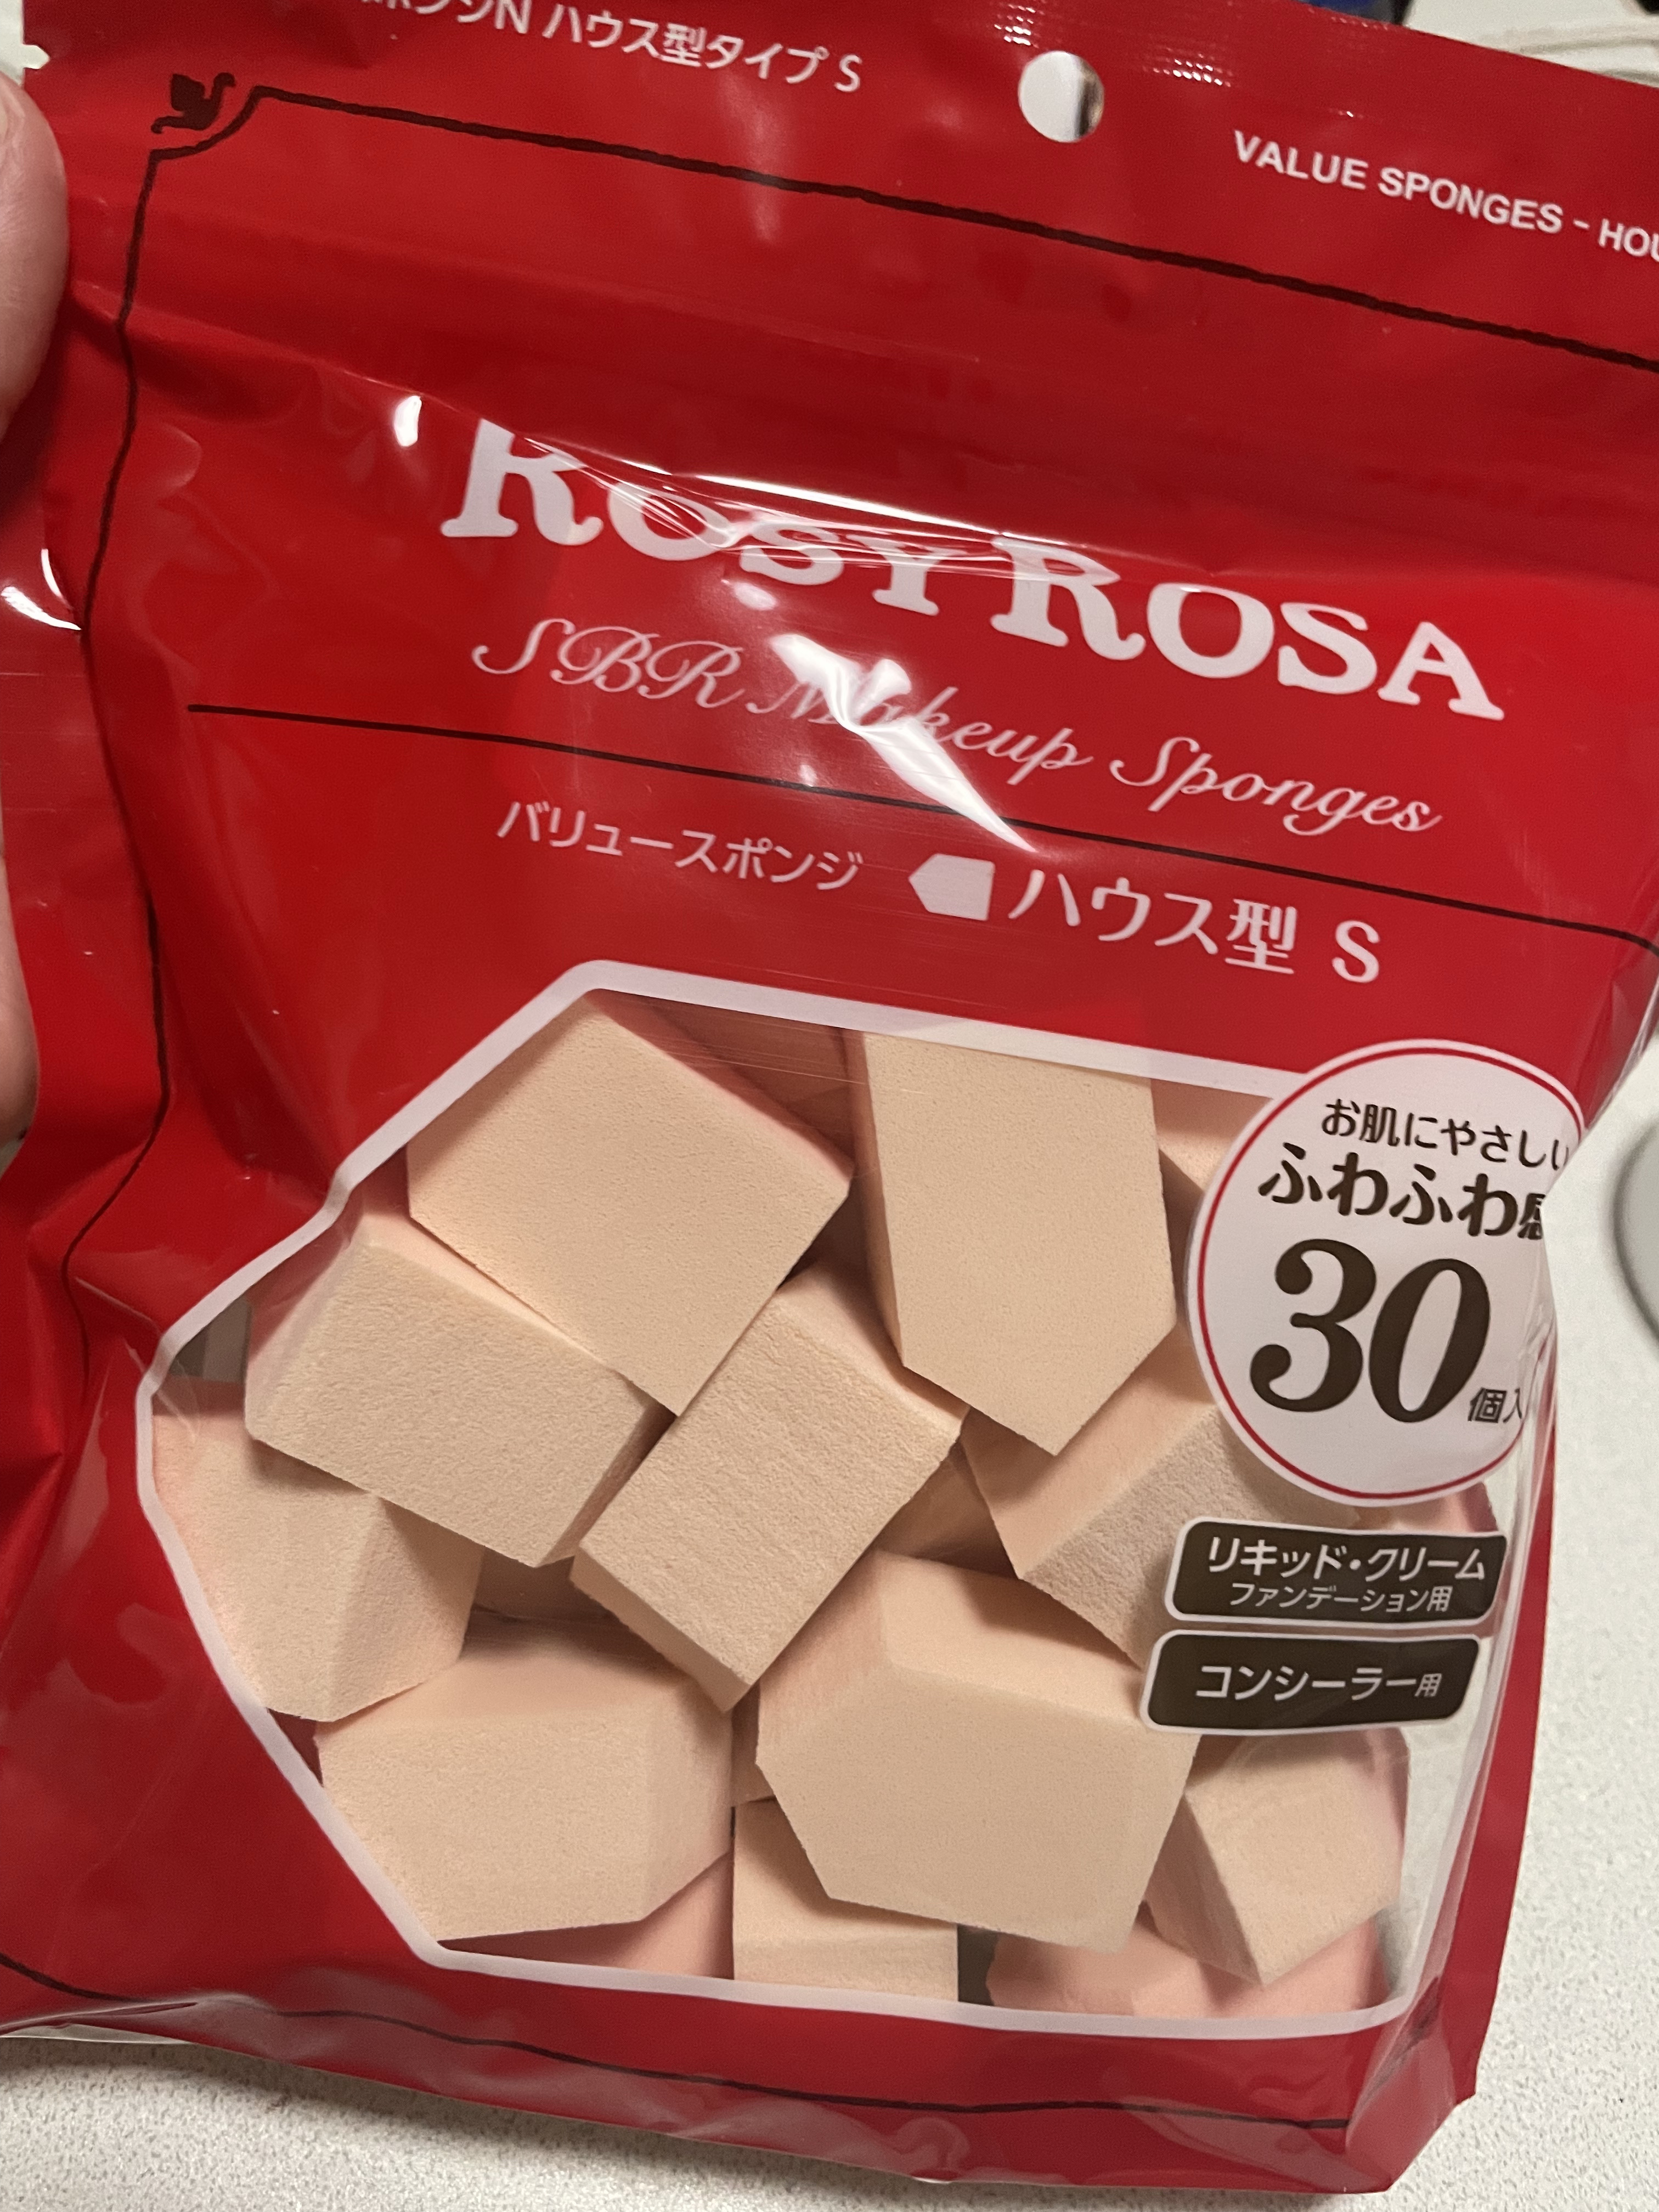 ハウス型タイプ S
VALUE SPONGES -
ROSY ROSA
SBR Makeup Sponges
バリュースポンジ ハウス型 S
お肌にやさしい
ふわふわ感
30個入
リキッド・クリーム
ファンデーション用
コンシーラー用